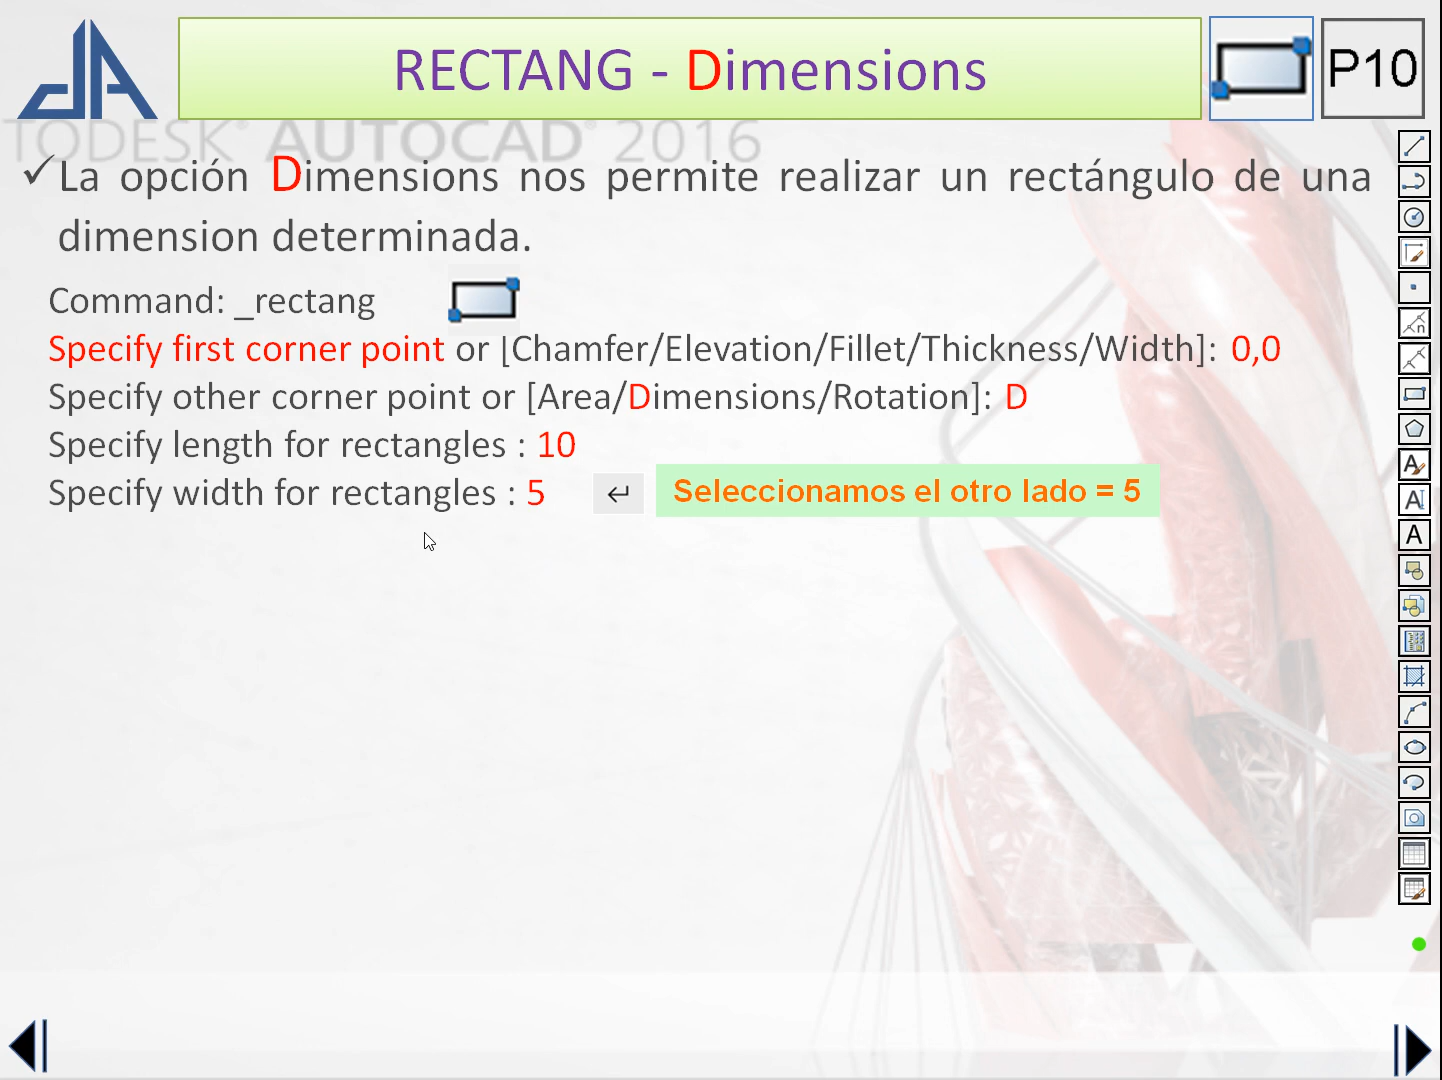 RECTANG - Dimensions
P10
TODESK® AUTOCAD® 2016
✓La opción Dimensions nos permite realizar un rectángulo de una
dimension determinada.
Command: _rectang
Specify first corner point or [Chamfer/Elevation/Fillet/Thickness/Width]: 0,0
Specify other corner point or [Area/Dimensions/Rotation]: D
Specify length for rectangles : 10
Specify width for rectangles : 5 ↵ Seleccionamos el otro lado = 5
n
A
A
A